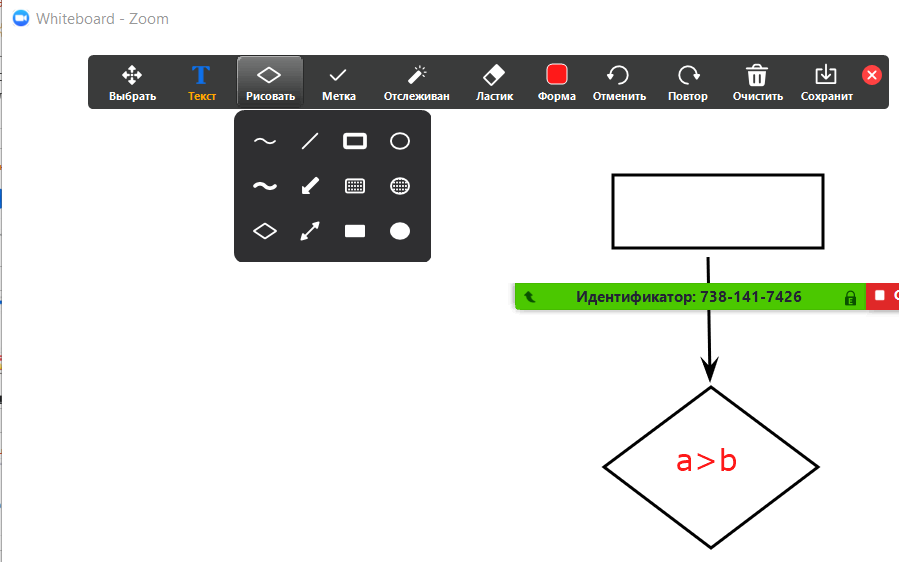 Whiteboard - Zoom
Выбрать Текст Рисовать Метка Отслеживан Ластик Форма Отменить Повтор Очистить Сохранит
Идентификатор: 738-141-7426
a>b